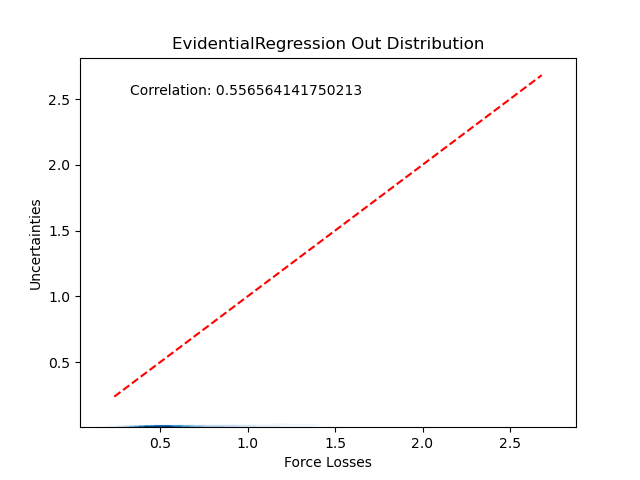 EvidentialRegression Out Distribution
Correlation: 0.556564141750213
2.5
2.0
1.5
1.0
0.5
Uncertainties
0.5 1.0 1.5 2.0 2.5
Force Losses